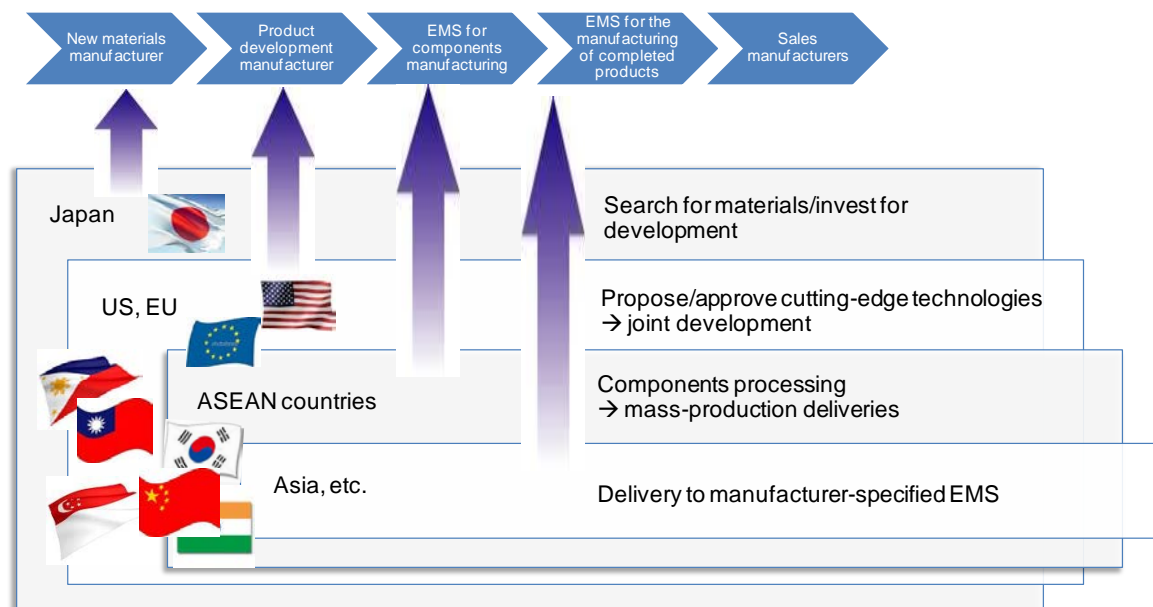 New materials
manufacturer
Product
development
manufacturer
EMS for
components
manufacturing
EMS for the
manufacturing
of completed
products
Sales
manufacturers
Japan
Search for materials/invest for
development
US, EU
Propose/approve cutting-edge technologies
→ joint development
ASEAN countries
Components processing
→ mass-production deliveries
Asia, etc.
Delivery to manufacturer-specified EMS